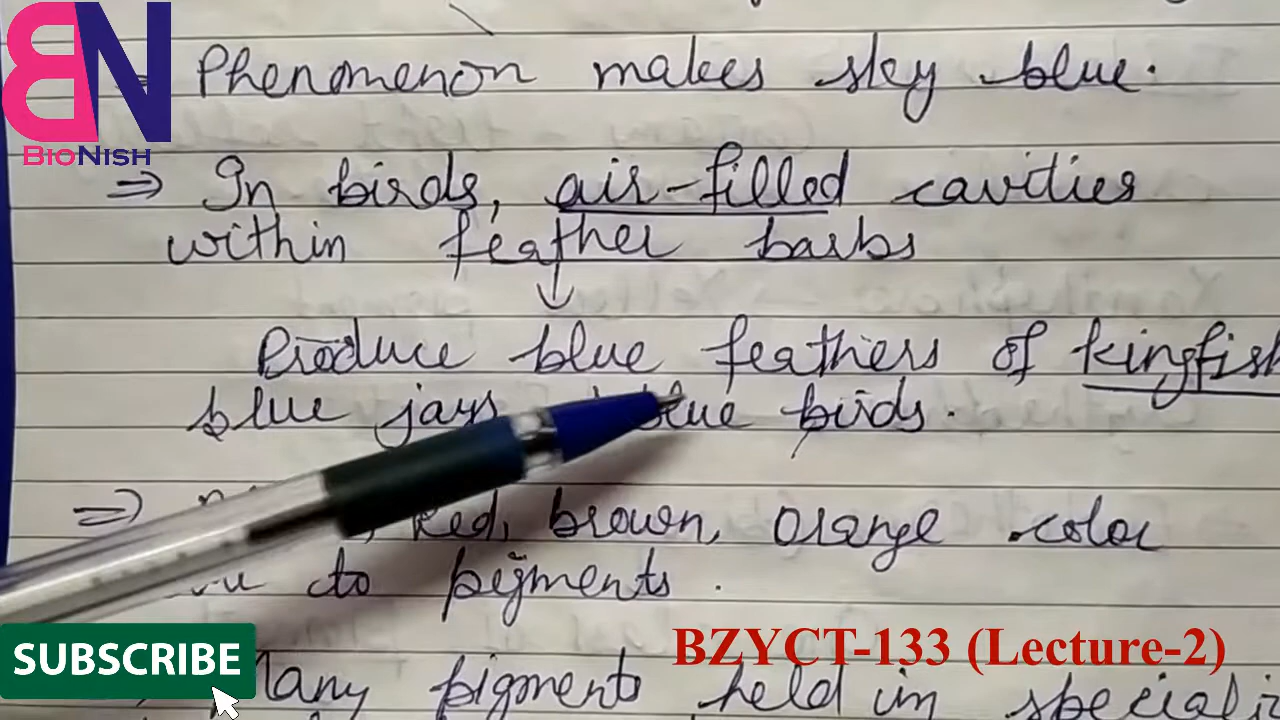 BN
BIONISH
Phenomenon makes sky blue.
⇒ In birds, air-filled cavities
within feather barbs
↓
Produce blue feathers of kingfish
blue jays blue birds.
⇒ Red, brown, Orange color
to pigments.
BZYCT-133 (Lecture-2)
SUBSCRIBE
Many pigments held in speciali